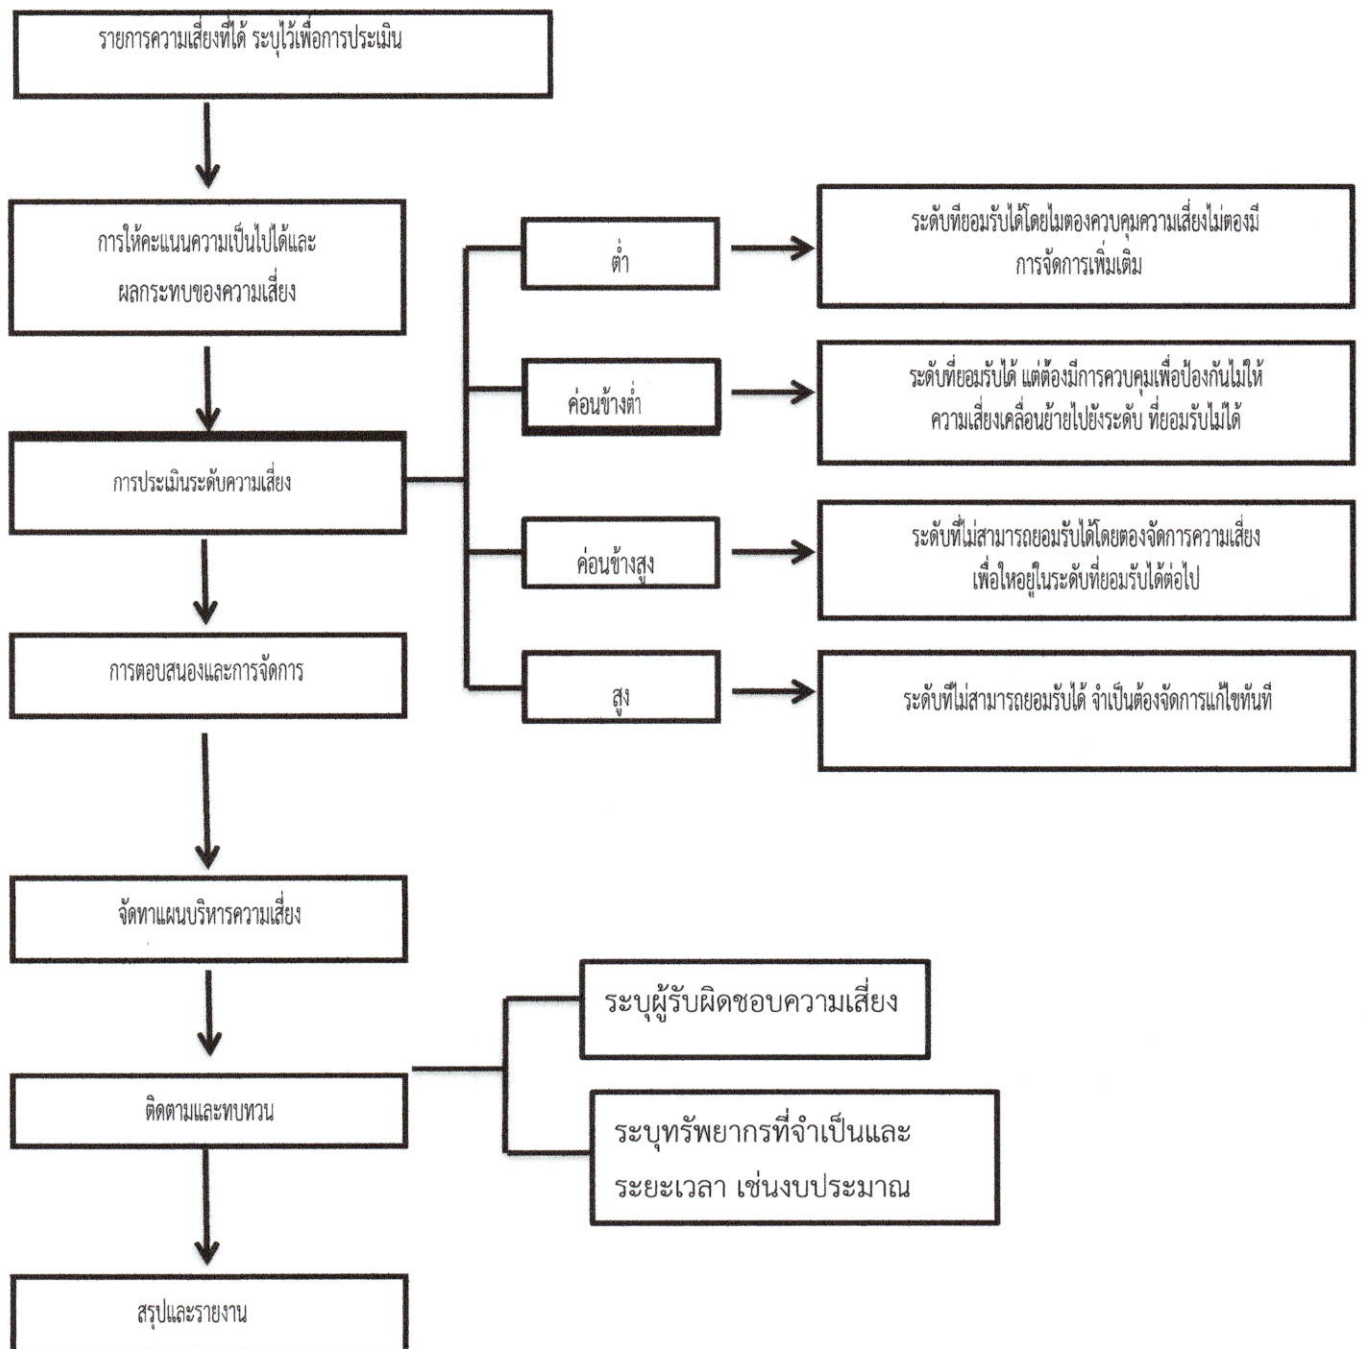 รายการความเสี่ยงที่ได้ ระบุไว้เพื่อการประเมิน
การให้คะแนนความเป็นไปได้และ
ผลกระทบของความเสี่ยง
การประเมินระดับความเสี่ยง
ต่ำ
ระดับที่ยอมรับได้โดยไมตองควบคุมความเสี่ยงไม่ตองมี
การจัดการเพิ่มเติม
ค่อนข้างต่ำ
ระดับที่ยอมรับได้ แต่ต้องมีการควบคุมเพื่อป้องกันไม่ให้
ความเสี่ยงเคลื่อนย้ายไปยังระดับ ที่ยอมรับไม่ได้
ค่อนข้างสูง
ระดับที่ไม่สามารถยอมรับได้โดยตองจัดการความเสี่ยง
เพื่อใหอยู่ในระดับที่ยอมรับได้ต่อไป
สูง
ระดับที่ไม่สามารถยอมรับได้ จำเป็นต้องจัดการแก้ไขทันที
การตอบสนองและการจัดการ
จัดทาแผนบริหารความเสี่ยง
ติดตามและทบทวน
ระบุผู้รับผิดชอบความเสี่ยง
ระบุทรัพยากรที่จำเป็นและ
ระยะเวลา เช่นงบประมาณ
สรุปและรายงาน